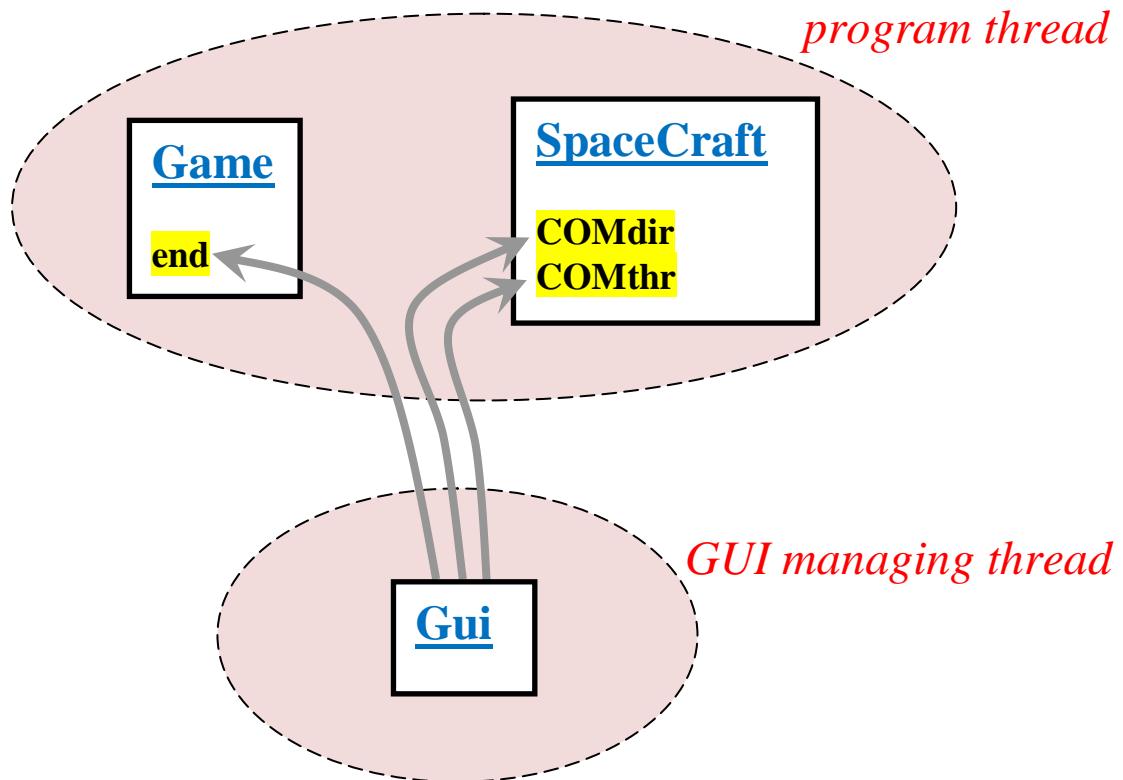 program thread
Game
end
SpaceCraft
COMdir
COMthr
GUI managing thread
Gui